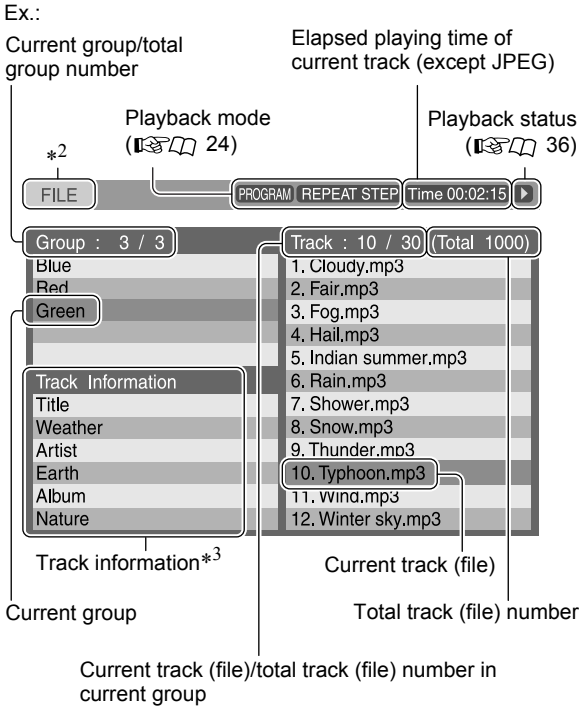 Ex.:
Current group/total
group number
Elapsed playing time of
current track (except JPEG)
Playback mode
(☞📖 24)
Playback status
(☞📖 36)
*2
FILE
PROGRAM REPEAT STEP Time 00:02:15
Group : 3 / 3
Blue
Red
Green
Track Information
Title
Weather
Artist
Earth
Album
Nature
Track : 10 / 30 (Total 1000)
1. Cloudy.mp3
2. Fair.mp3
3. Fog.mp3
4. Hail.mp3
5. Indian summer.mp3
6. Rain.mp3
7. Shower.mp3
8. Snow.mp3
9. Thunder.mp3
10. Typhoon.mp3
11. Wind.mp3
12. Winter sky.mp3
Track information*3
Current track (file)
Current group
Total track (file) number
Current track (file)/total track (file) number in
current group